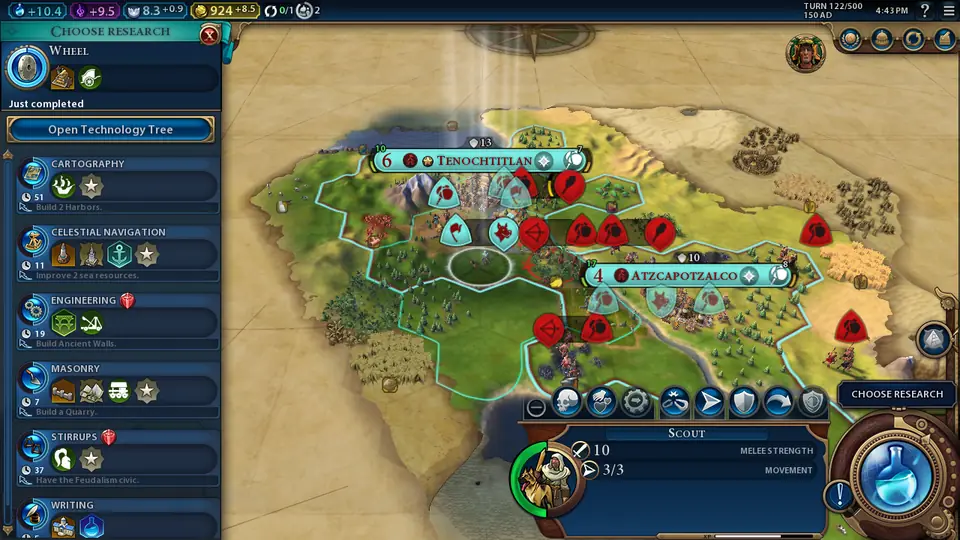 +10.4 +9.5 8.3 +0.9 924 +8.5 0/1 2
TURN 122/500
150 AD
4:43 PM ?
CHOOSE RESEARCH X
WHEEL
Just completed
Open Technology Tree
CARTOGRAPHY
51
Build 2 Harbors.
CELESTIAL NAVIGATION
11
Improve 2 sea resources.
ENGINEERING
19
Build Ancient Walls.
MASONRY
7
Build a Quarry.
STIRRUPS
37
Have the Feudalism civic.
WRITING
13
10 6 TENOCHTITLAN 7
10
17 4 ATZCAPOTZALCO 8
CHOOSE RESEARCH
SCOUT
10 MELEE STRENGTH
3/3 MOVEMENT
XP
!